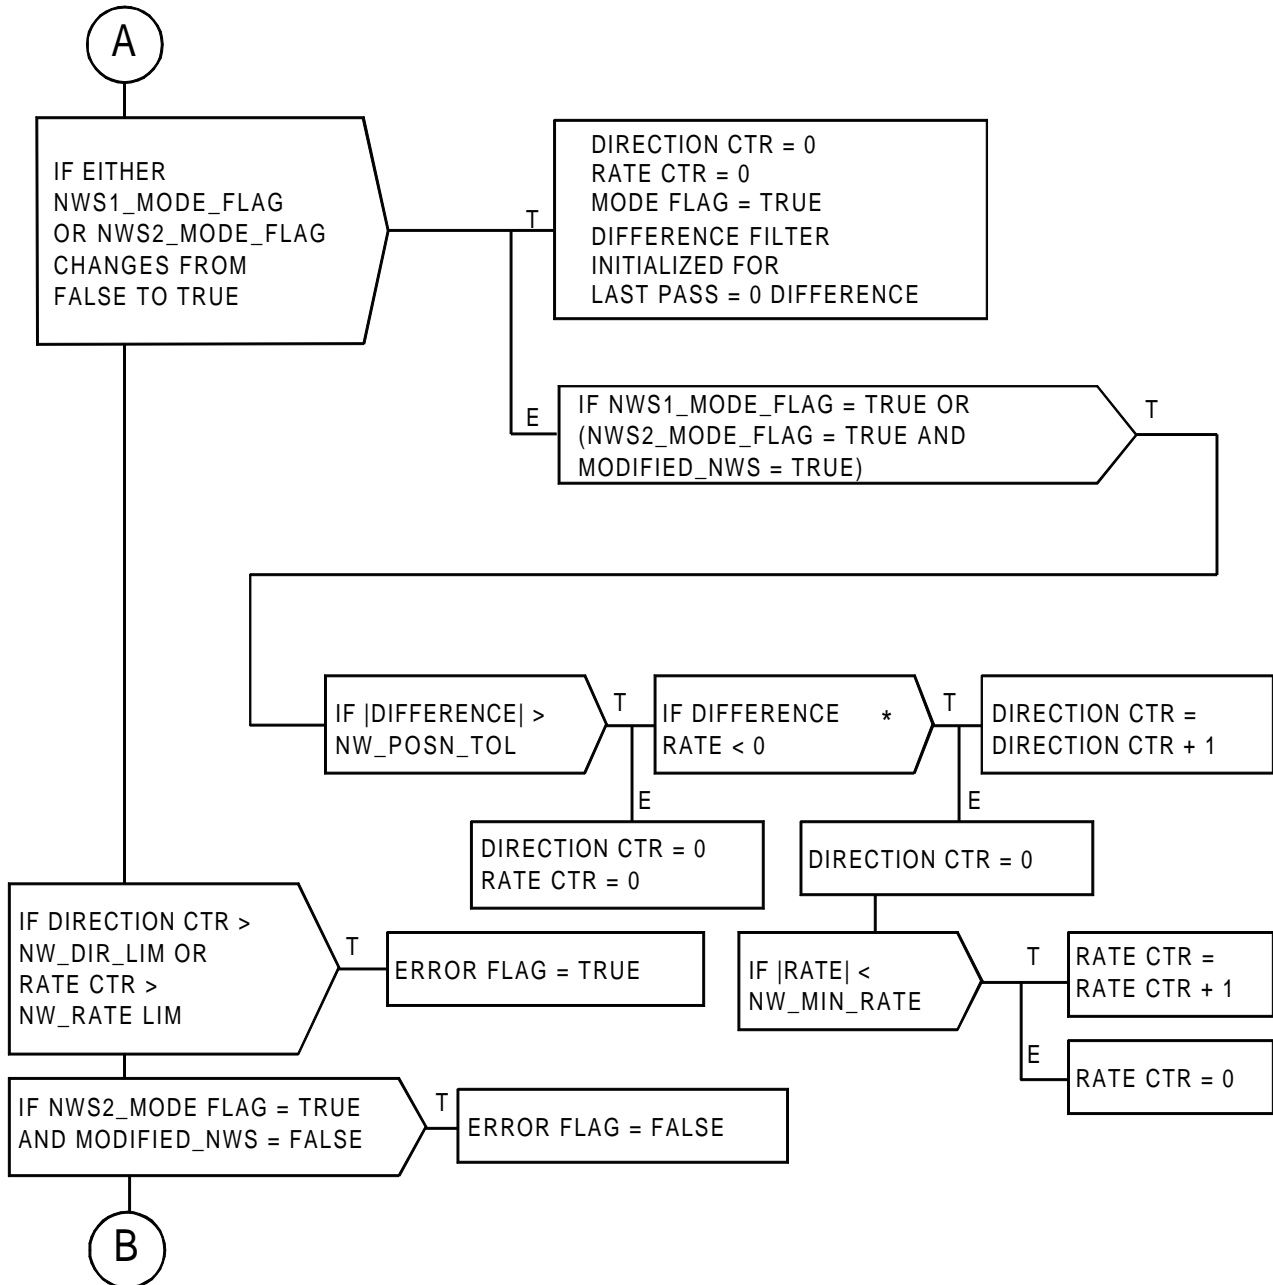 A
IF EITHER
NWS1_MODE_FLAG
OR NWS2_MODE_FLAG
CHANGES FROM
FALSE TO TRUE
T
DIRECTION CTR = 0
RATE CTR = 0
MODE FLAG = TRUE
DIFFERENCE FILTER
INITIALIZED FOR
LAST PASS = 0 DIFFERENCE
E
IF NWS1_MODE_FLAG = TRUE OR
(NWS2_MODE_FLAG = TRUE AND
MODIFIED_NWS = TRUE)
T
IF |DIFFERENCE| >
NW_POSN_TOL
T
IF DIFFERENCE *
RATE < 0
T
DIRECTION CTR =
DIRECTION CTR + 1
E
DIRECTION CTR = 0
RATE CTR = 0
E
DIRECTION CTR = 0
IF |RATE| <
NW_MIN_RATE
T
RATE CTR =
RATE CTR + 1
E
RATE CTR = 0
IF DIRECTION CTR >
NW_DIR_LIM OR
RATE CTR >
NW_RATE LIM
T
ERROR FLAG = TRUE
IF NWS2_MODE FLAG = TRUE
AND MODIFIED_NWS = FALSE
T
ERROR FLAG = FALSE
B